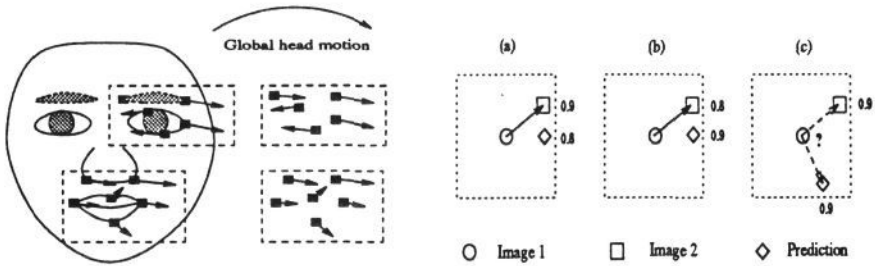 Global head motion
(a) (b) (c)
0.9 0.8 0.9
0.8 0.9 ?
0.9
Image 1 Image 2 Prediction